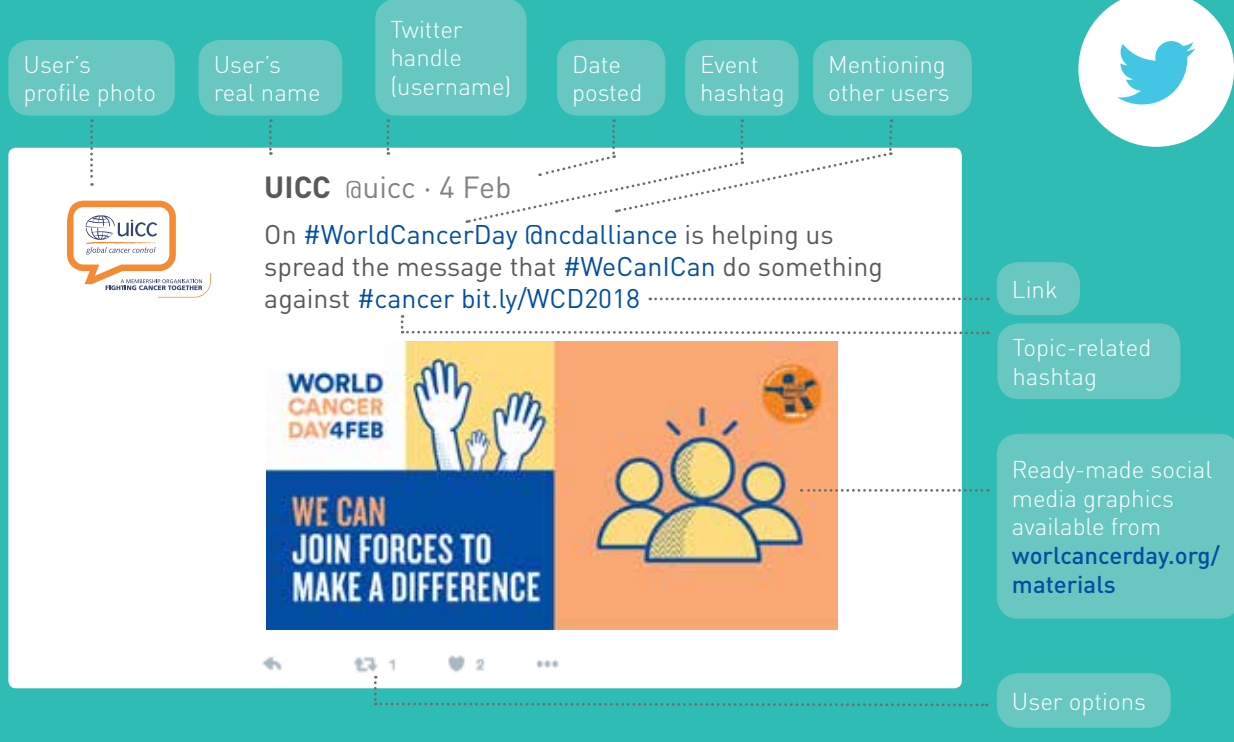 User's
profile photo
User's
real name
Twitter
handle
(username)
Date
posted
Event
hashtag
Mentioning
other users
uicc
global cancer control
A MEMBERSHIP ORGANISATION
FIGHTING CANCER TOGETHER
UICC @uicc · 4 Feb
On #WorldCancerDay @ncdalliance is helping us
spread the message that #WeCanICan do something
against #cancer bit.ly/WCD2018
Link
Topic-related
hashtag
WORLD
CANCER
DAY4FEB
WE CAN
JOIN FORCES TO
MAKE A DIFFERENCE
Ready-made social
media graphics
available from
worlcancerday.org/
materials
1
2
User options